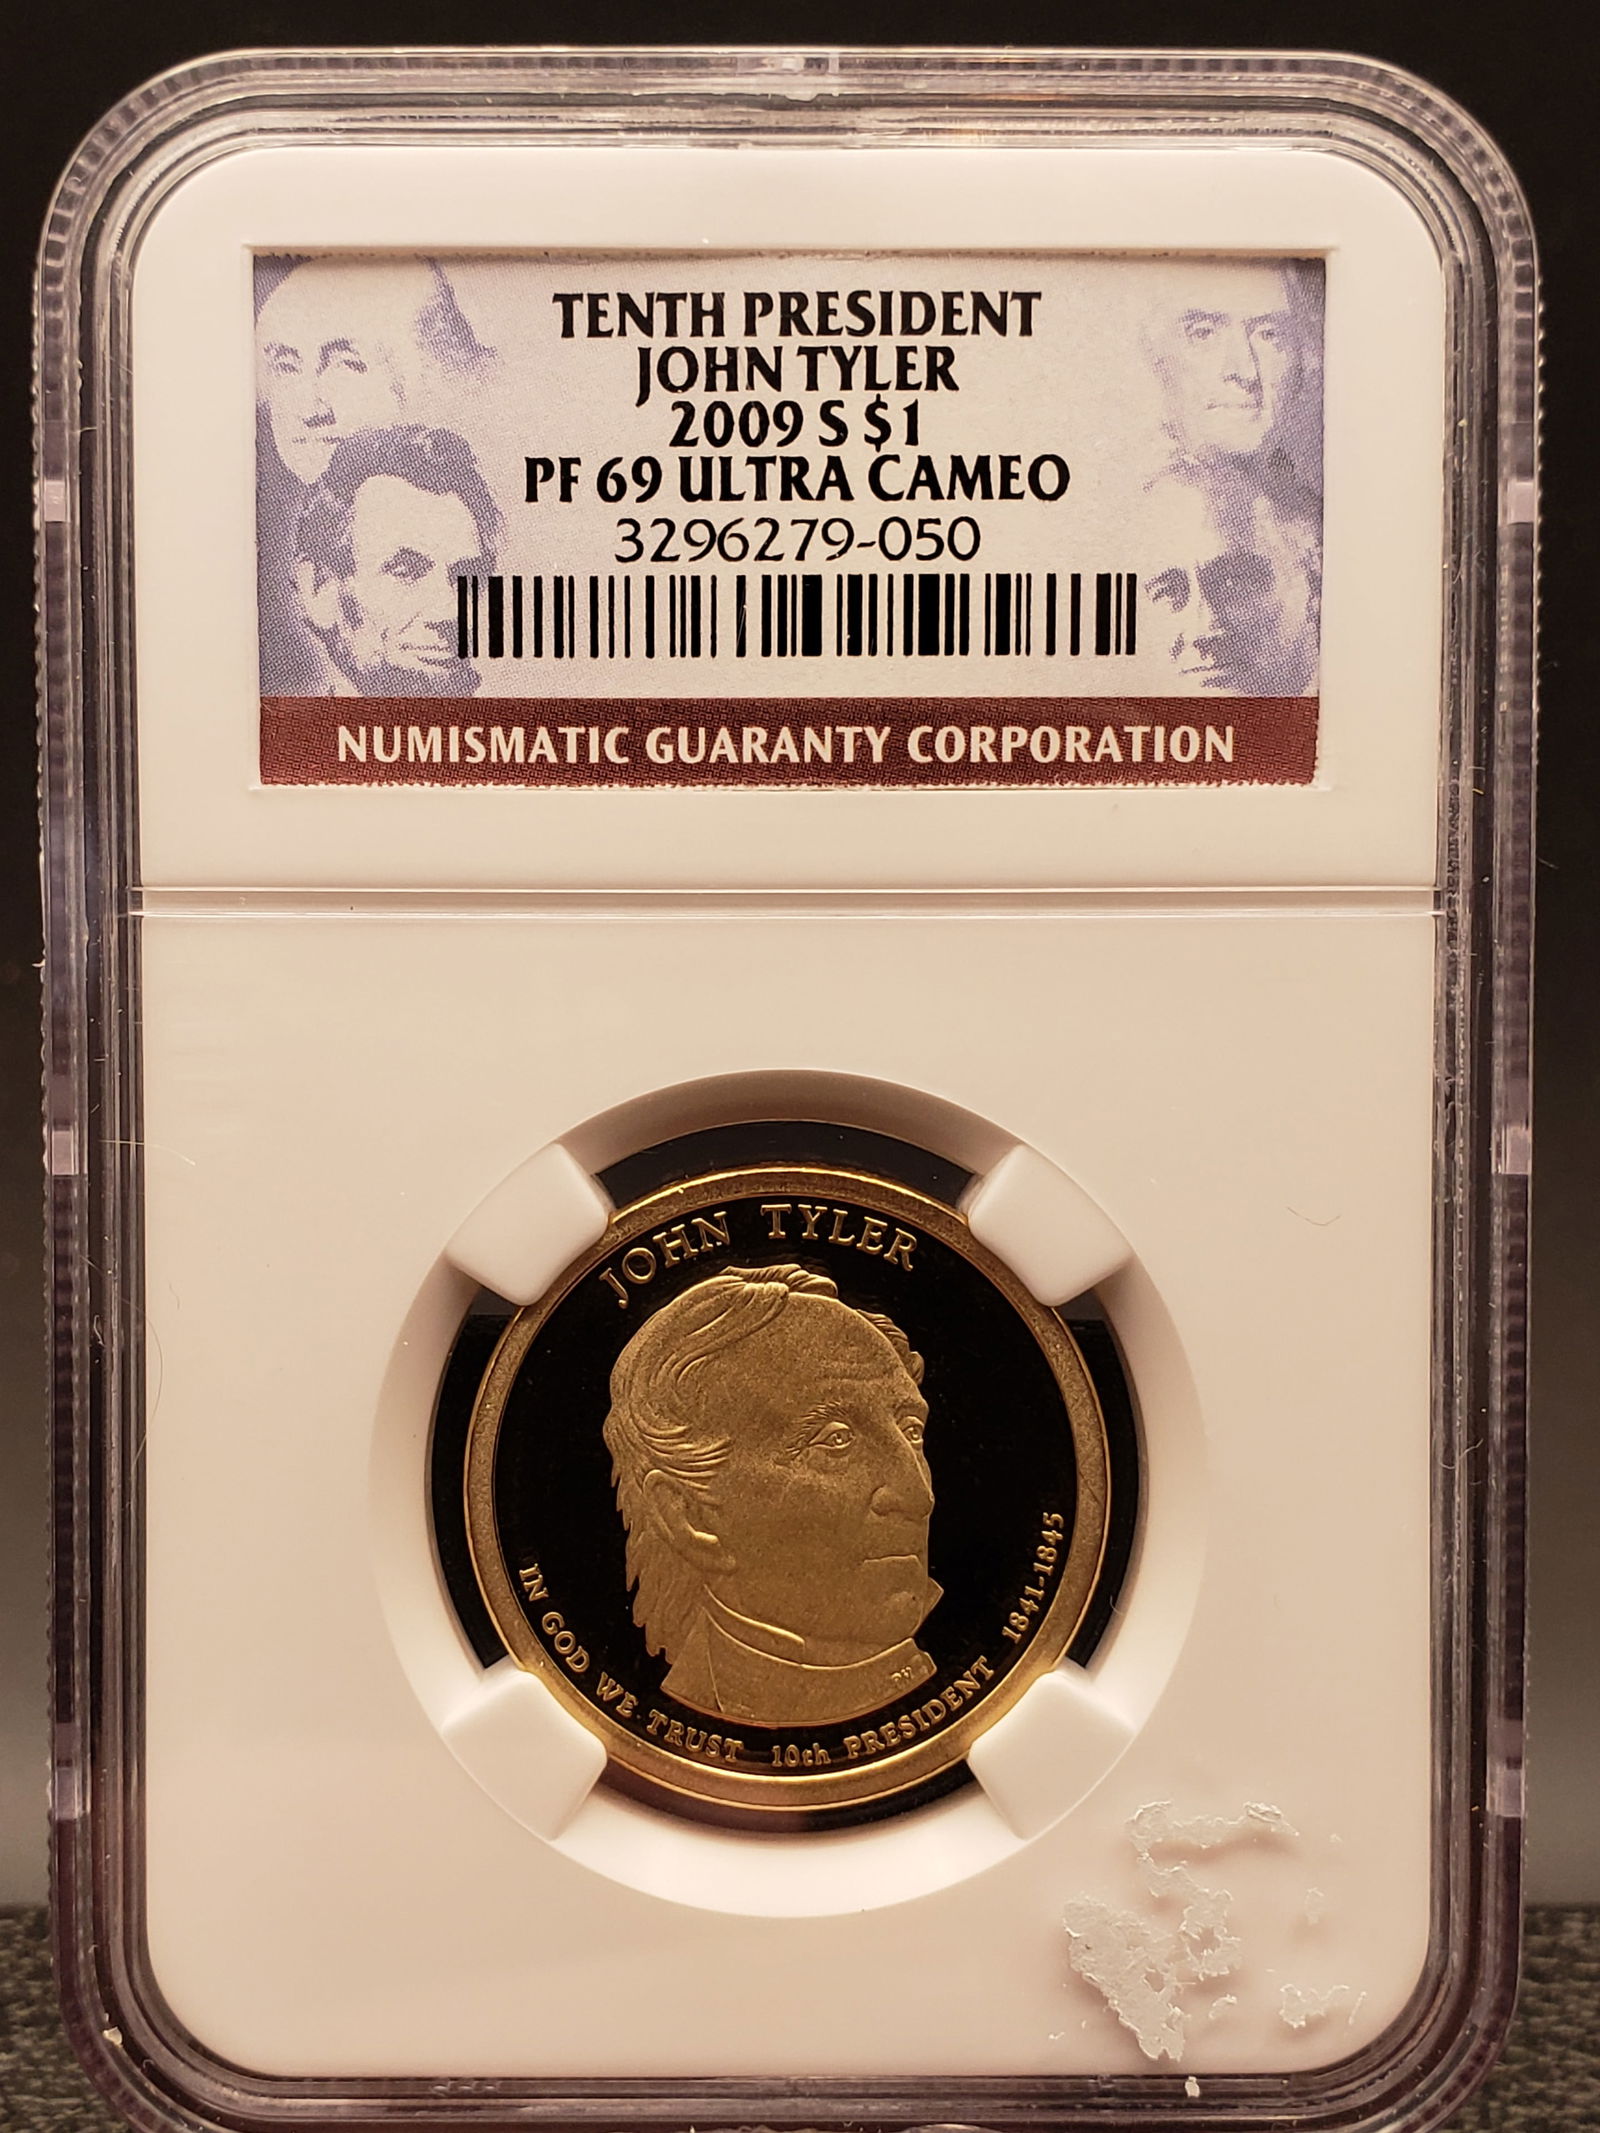 TENTH PRESIDENT
JOHN TYLER
2009 S $1
PF 69 ULTRA CAMEO
3296279-050
NUMISMATIC GUARANTY CORPORATION
JOHN TYLER
IN GOD WE TRUST 10th PRESIDENT 1841-1845